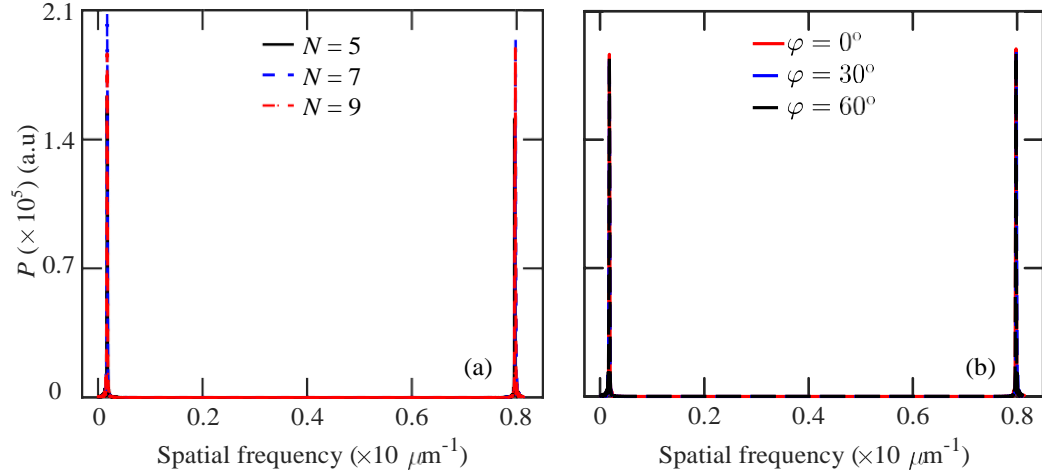 2.1
1.4
0.7
0
P (×10⁵) (a.u)
N = 5
N = 7
N = 9
(a)
0 0.2 0.4 0.6 0.8
Spatial frequency (×10 μm⁻¹)
φ = 0°
φ = 30°
φ = 60°
(b)
0 0.2 0.4 0.6 0.8
Spatial frequency (×10 μm⁻¹)